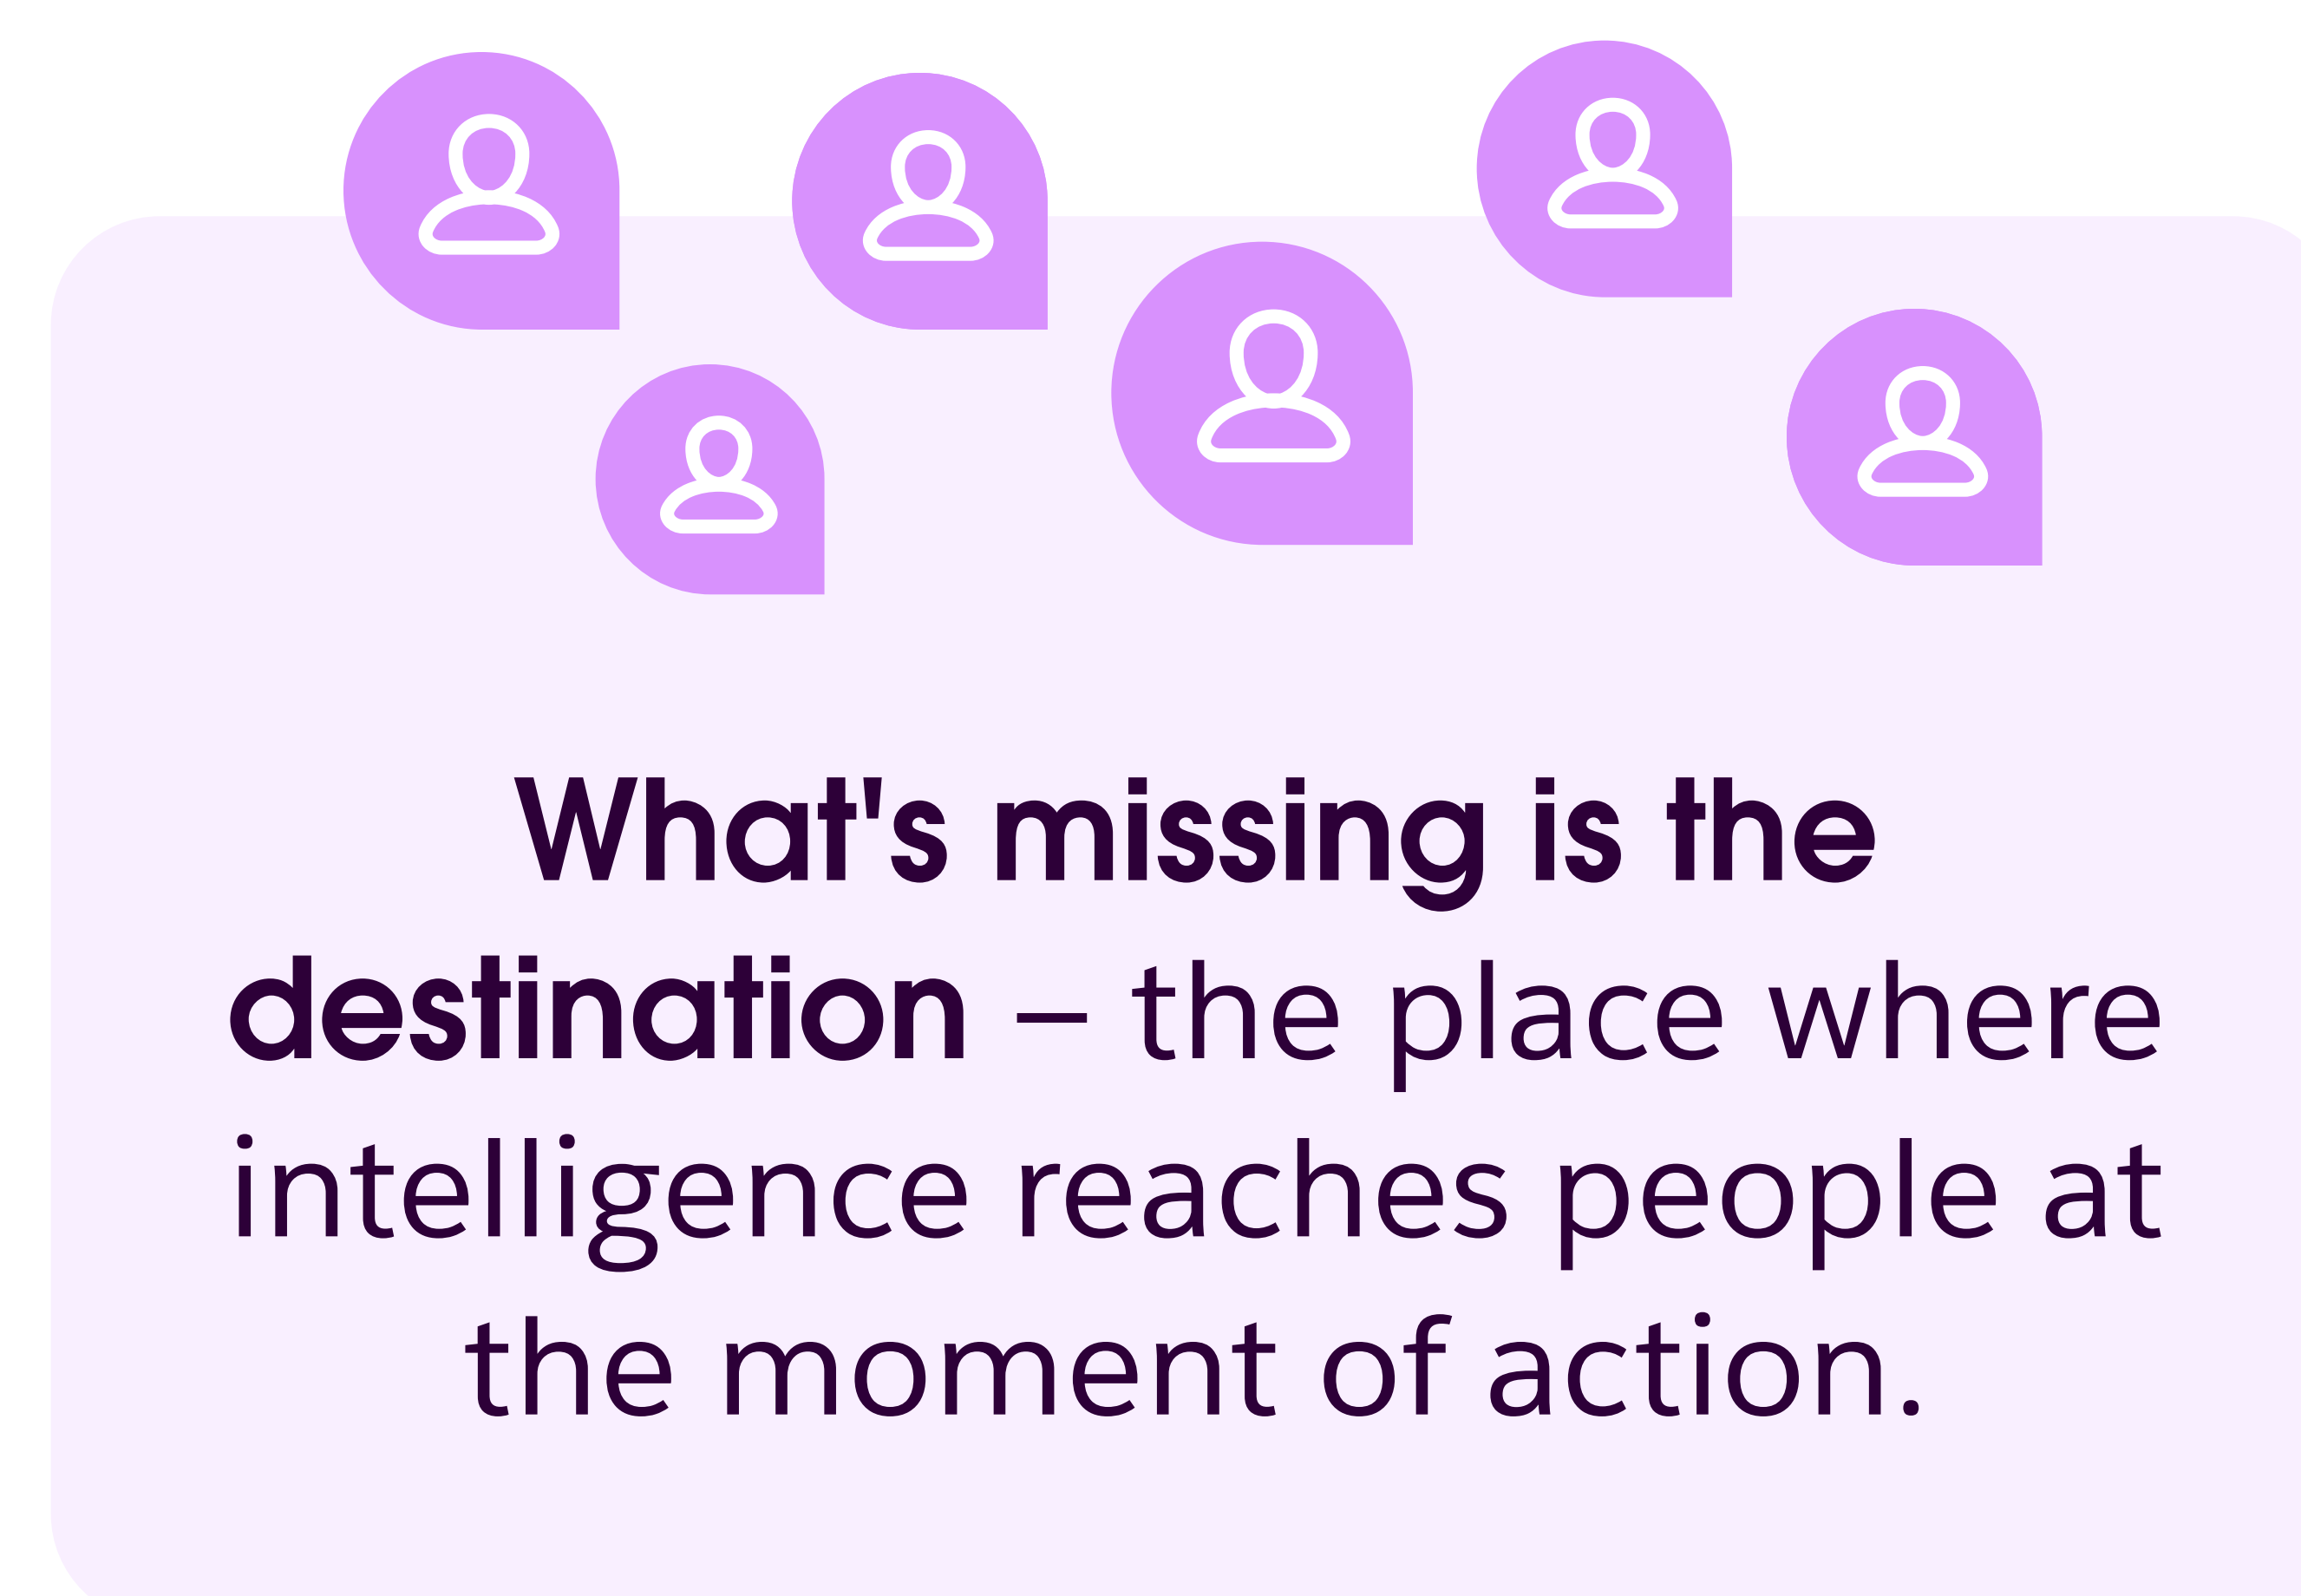 What's missing is the
destination — the place where
intelligence reaches people at
the moment of action.